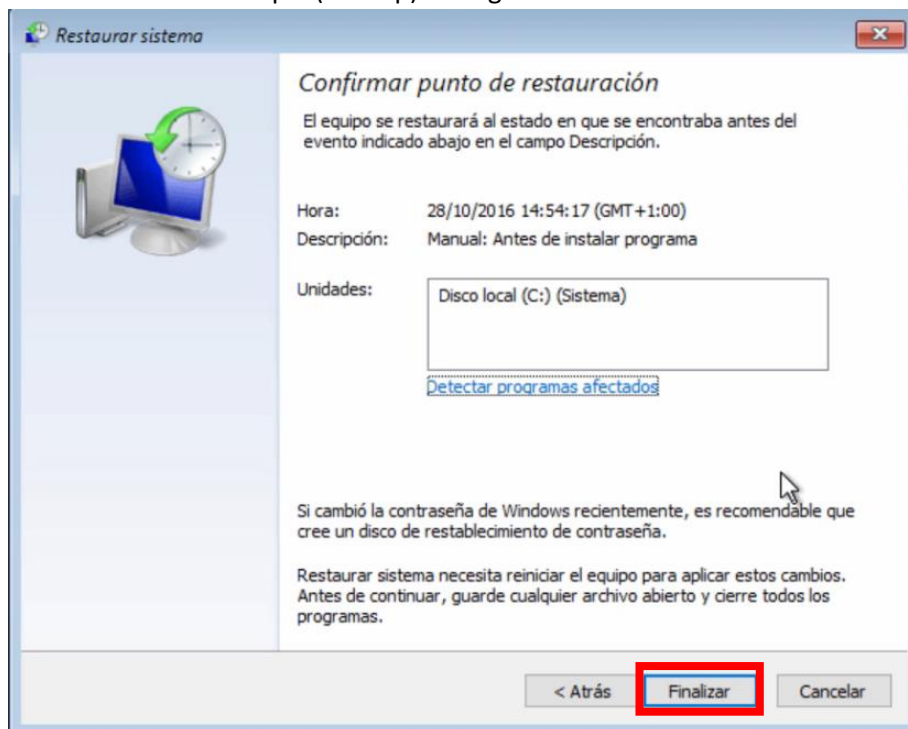 Restaurar sistema
Confirmar punto de restauración
El equipo se restaurará al estado en que se encontraba antes del
evento indicado abajo en el campo Descripción.
Hora: 28/10/2016 14:54:17 (GMT+1:00)
Descripción: Manual: Antes de instalar programa
Unidades: Disco local (C:) (Sistema)
Detectar programas afectados
Si cambió la contraseña de Windows recientemente, es recomendable que
cree un disco de restablecimiento de contraseña.
Restaurar sistema necesita reiniciar el equipo para aplicar estos cambios.
Antes de continuar, guarde cualquier archivo abierto y cierre todos los
programas.
< Atrás Finalizar Cancelar